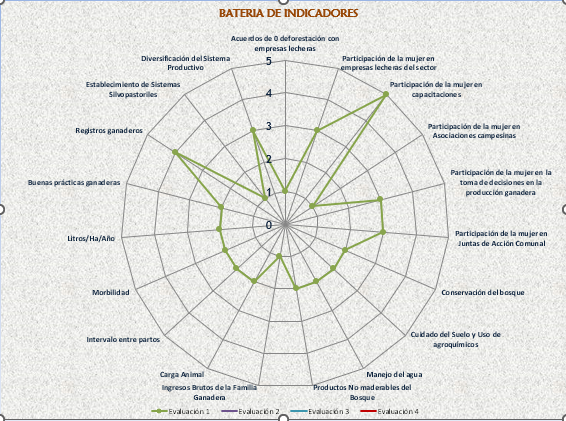 BATERIA DE INDICADORES
Acuerdos de 0 deforestación con
empresas lecheras
Participación de la mujer en
empresas lecheras del sector
Participación de la mujer en
capacitaciones
Participación de la mujer en
Asociaciones campesinas
Participación de la mujer en la
toma de decisiones en la
producción ganadera
Participación de la mujer en
Juntas de Acción Comunal
Conservación del bosque
Cuidado del Suelo y Uso de
agroquímicos
Manejo del agua
Productos No maderables del
Bosque
Ingresos Brutos de la Familia
Ganadera
Carga Animal
Intervalo entre partos
Morbilidad
Litros/Ha/Año
Buenas prácticas ganaderas
Registros ganaderos
Establecimiento de Sistemas
Silvopastoriles
Diversificación del Sistema
Productivo
5
4
3
2
1
0
Evaluación 1 Evaluación 2 Evaluación 3 Evaluación 4